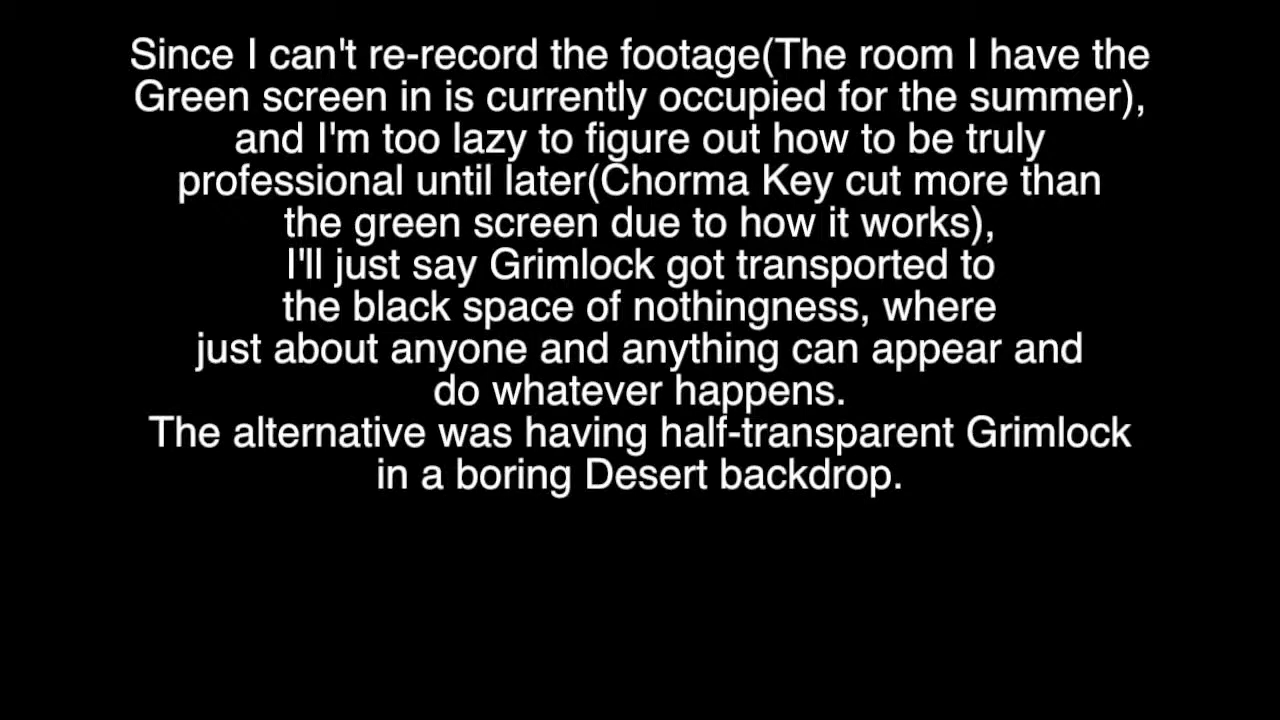 Since I can't re-record the footage(The room I have the
Green screen in is currently occupied for the summer),
and I'm too lazy to figure out how to be truly
professional until later(Chorma Key cut more than
the green screen due to how it works),
I'll just say Grimlock got transported to
the black space of nothingness, where
just about anyone and anything can appear and
do whatever happens.
The alternative was having half-transparent Grimlock
in a boring Desert backdrop.